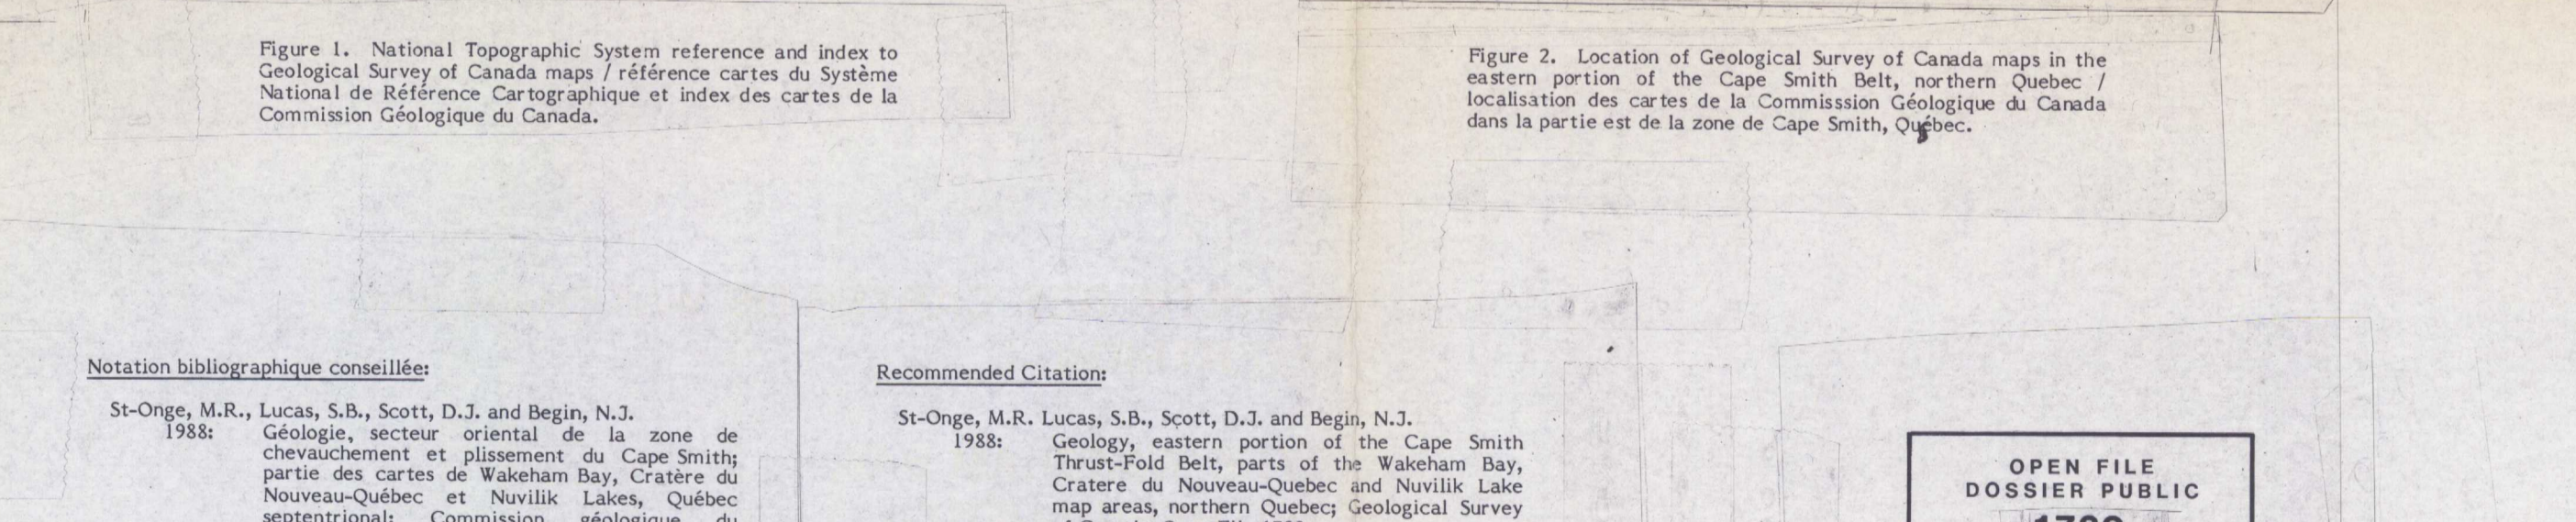 Figure 1. National Topographic System reference and index to
Geological Survey of Canada maps / référence cartes du Système
National de Référence Cartographique et index des cartes de la
Commission Géologique du Canada.
Figure 2. Location of Geological Survey of Canada maps in the
eastern portion of the Cape Smith Belt, northern Quebec /
localisation des cartes de la Commisssion Géologique du Canada
dans la partie est de la zone de Cape Smith, Québec.
Notation bibliographique conseillée:
St-Onge, M.R., Lucas, S.B., Scott, D.J. and Begin, N.J.
1988: Géologie, secteur oriental de la zone de
chevauchement et plissement du Cape Smith;
partie des cartes de Wakeham Bay, Cratère du
Nouveau-Québec et Nuvilik Lakes, Québec
septentrional; Commission géologique du
Recommended Citation:
St-Onge, M.R. Lucas, S.B., Scott, D.J. and Begin, N.J.
1988: Geology, eastern portion of the Cape Smith
Thrust-Fold Belt, parts of the Wakeham Bay,
Cratere du Nouveau-Quebec and Nuvilik Lake
map areas, northern Quebec; Geological Survey
OPEN FILE
DOSSIER PUBLIC